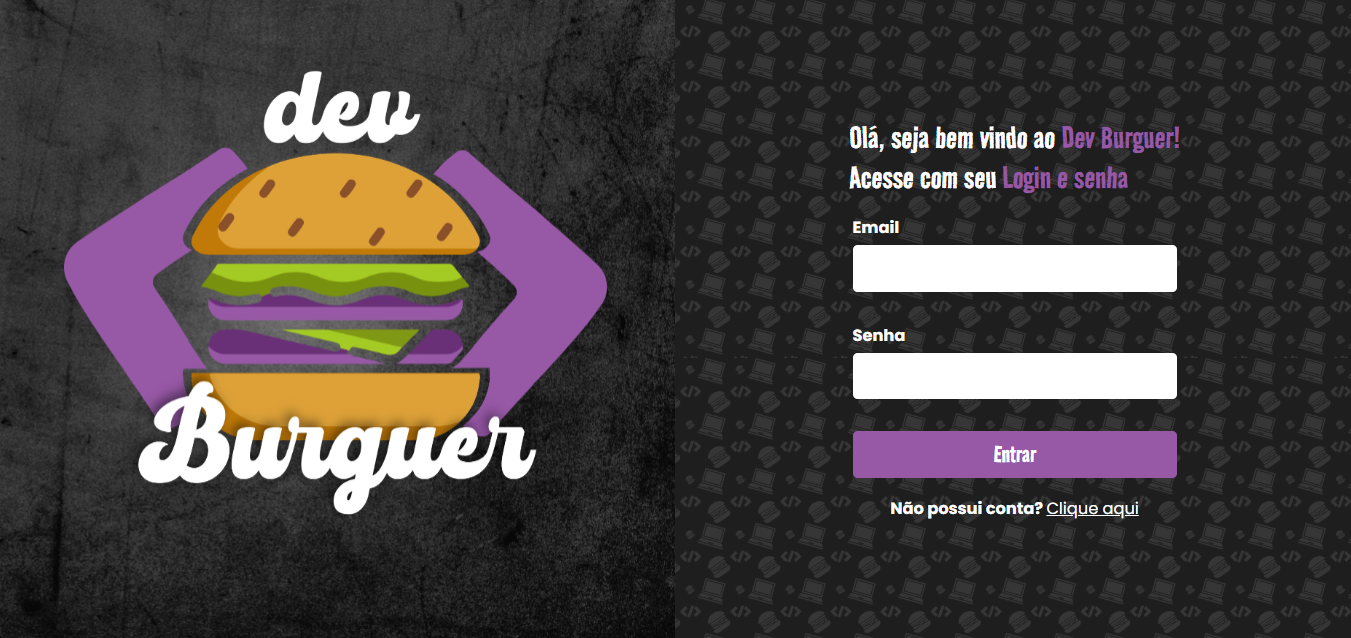 dev
Burguer
Olá, seja bem vindo ao Dev Burguer!
Acesse com seu Login e senha
Email
Senha
Entrar
Não possui conta? Clique aqui